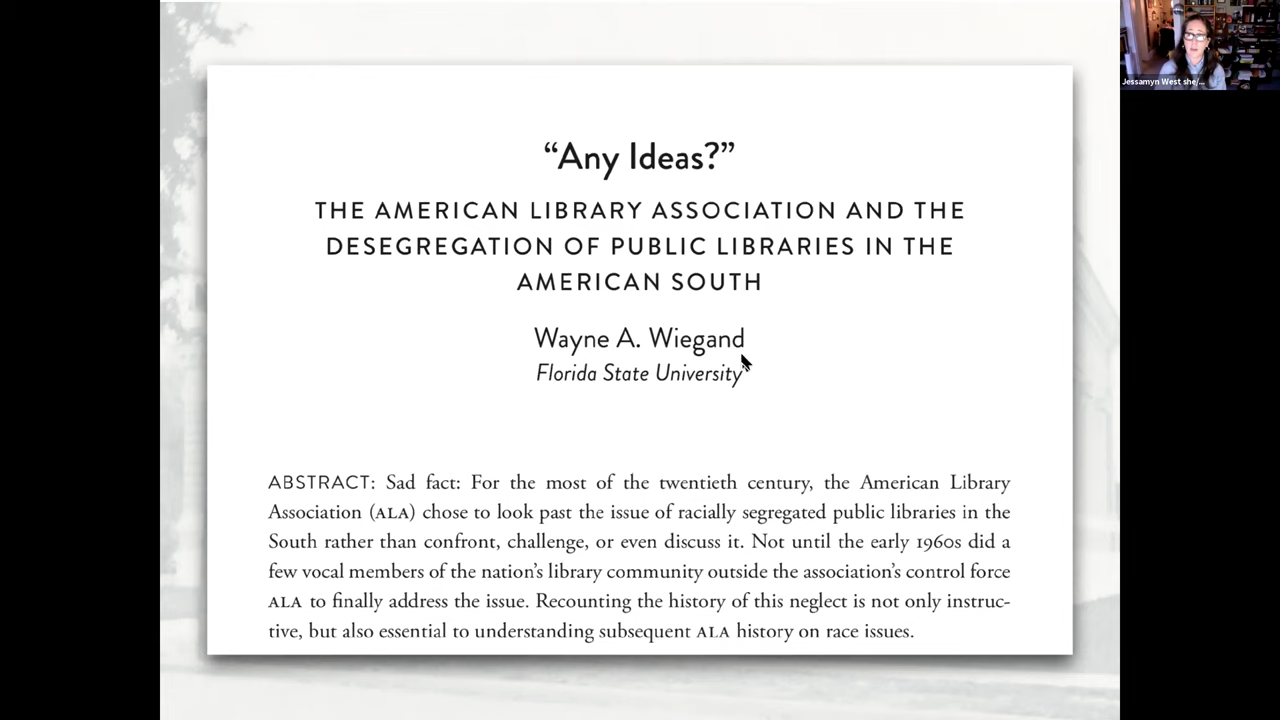 “Any Ideas?”
THE AMERICAN LIBRARY ASSOCIATION AND THE
DESEGREGATION OF PUBLIC LIBRARIES IN THE
AMERICAN SOUTH
Wayne A. Wiegand
Florida State University
ABSTRACT: Sad fact: For the most of the twentieth century, the American Library
Association (ALA) chose to look past the issue of racially segregated public libraries in the
South rather than confront, challenge, or even discuss it. Not until the early 1960s did a
few vocal members of the nation’s library community outside the association’s control force
ALA to finally address the issue. Recounting the history of this neglect is not only instruc-
tive, but also essential to understanding subsequent ALA history on race issues.
Jessamyn West she/...